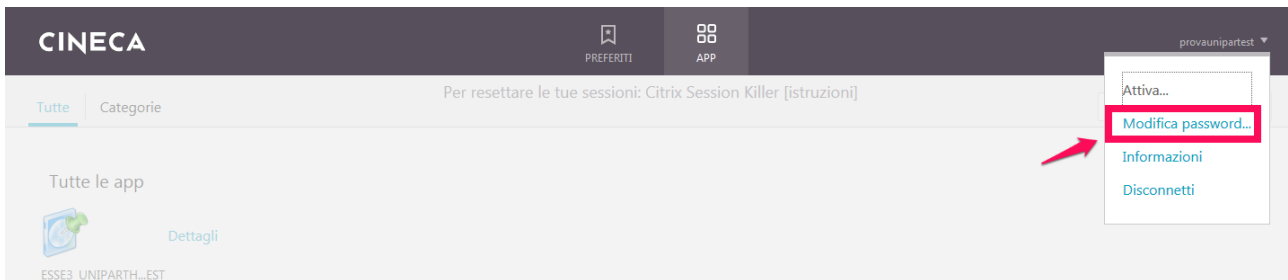 CINECA
PREFERITI
APP
provaunipartest
Tutte
Categorie
Per resettare le tue sessioni: Citrix Session Killer [istruzioni]
Attiva...
Modifica password...
Informazioni
Disconnetti
Tutte le app
Dettagli
ESSE3_UNIPARTH...EST